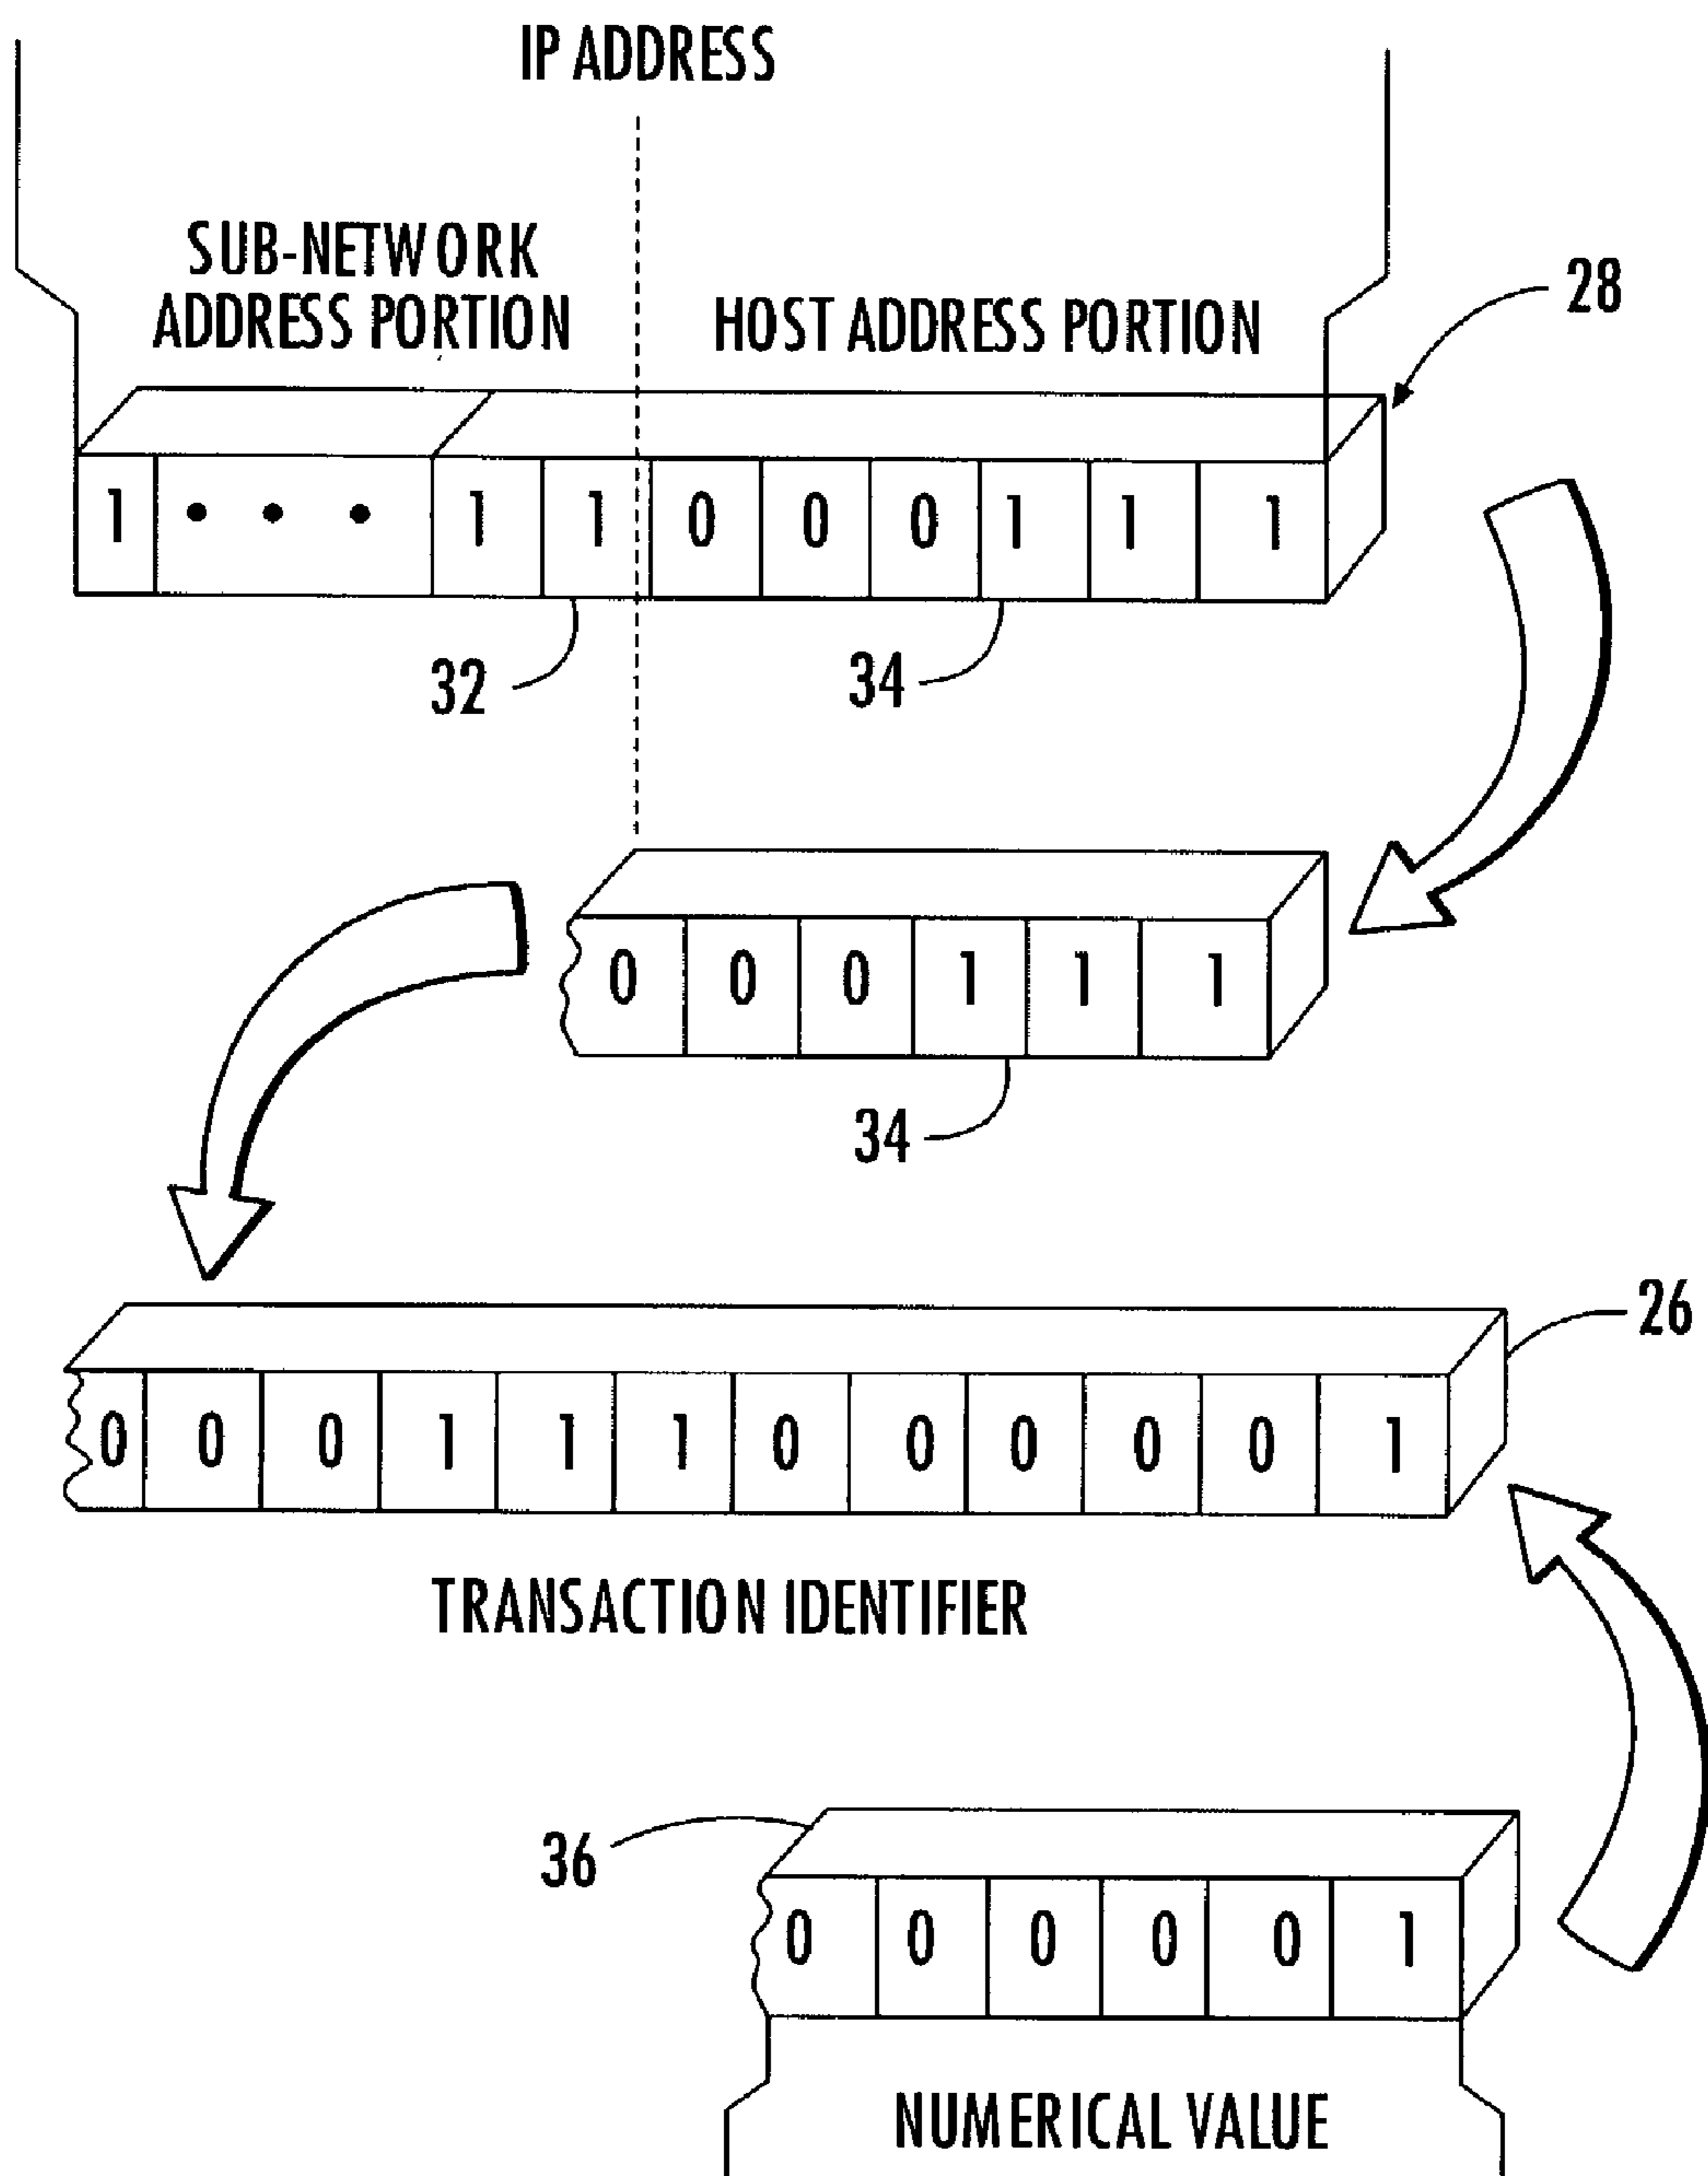 IP ADDRESS
SUB-NETWORK
ADDRESS PORTION
HOST ADDRESS PORTION
28
1 • • • 1 1 0 0 0 1 1 1
32
34
0 0 0 1 1 1
34
26
0 0 0 1 1 1 0 0 0 0 0 1
TRANSACTION IDENTIFIER
36
0 0 0 0 0 1
NUMERICAL VALUE